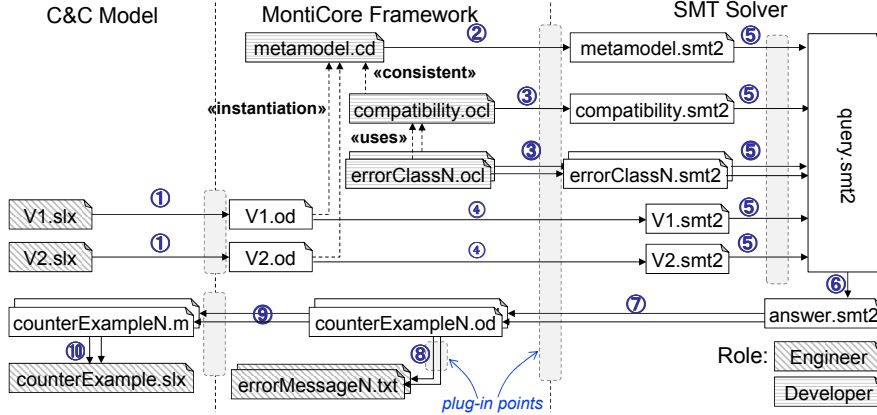 C&C Model
MontiCore Framework
SMT Solver
metamodel.cd
②
metamodel.smt2
⑤
«consistent»
«instantiation»
compatibility.ocl
③
compatibility.smt2
⑤
query.smt2
«uses»
errorClassN.ocl
③
errorClassN.smt2
⑤
V1.slx
①
V1.od
④
V1.smt2
⑤
V2.slx
①
V2.od
④
V2.smt2
⑤
⑥
counterExampleN.m
⑨
counterExampleN.od
⑦
answer.smt2
⑩
⑧
Role:
Engineer
counterExample.slx
errorMessageN.txt
plug-in points
Developer